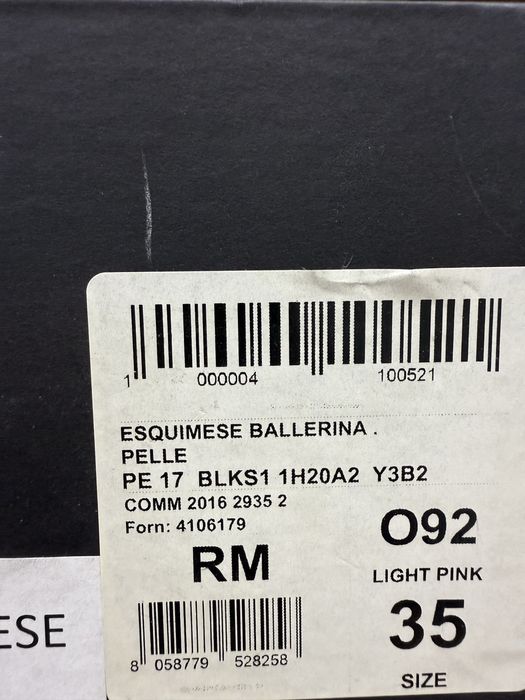 1 000004 100521
ESQUIMESE BALLERINA .
PELLE
PE 17 BLKS1 1H20A2 Y3B2
COMM 2016 2935 2
Forn: 4106179
O92
RM
LIGHT PINK
35
8 058779 528258
SIZE
ESE